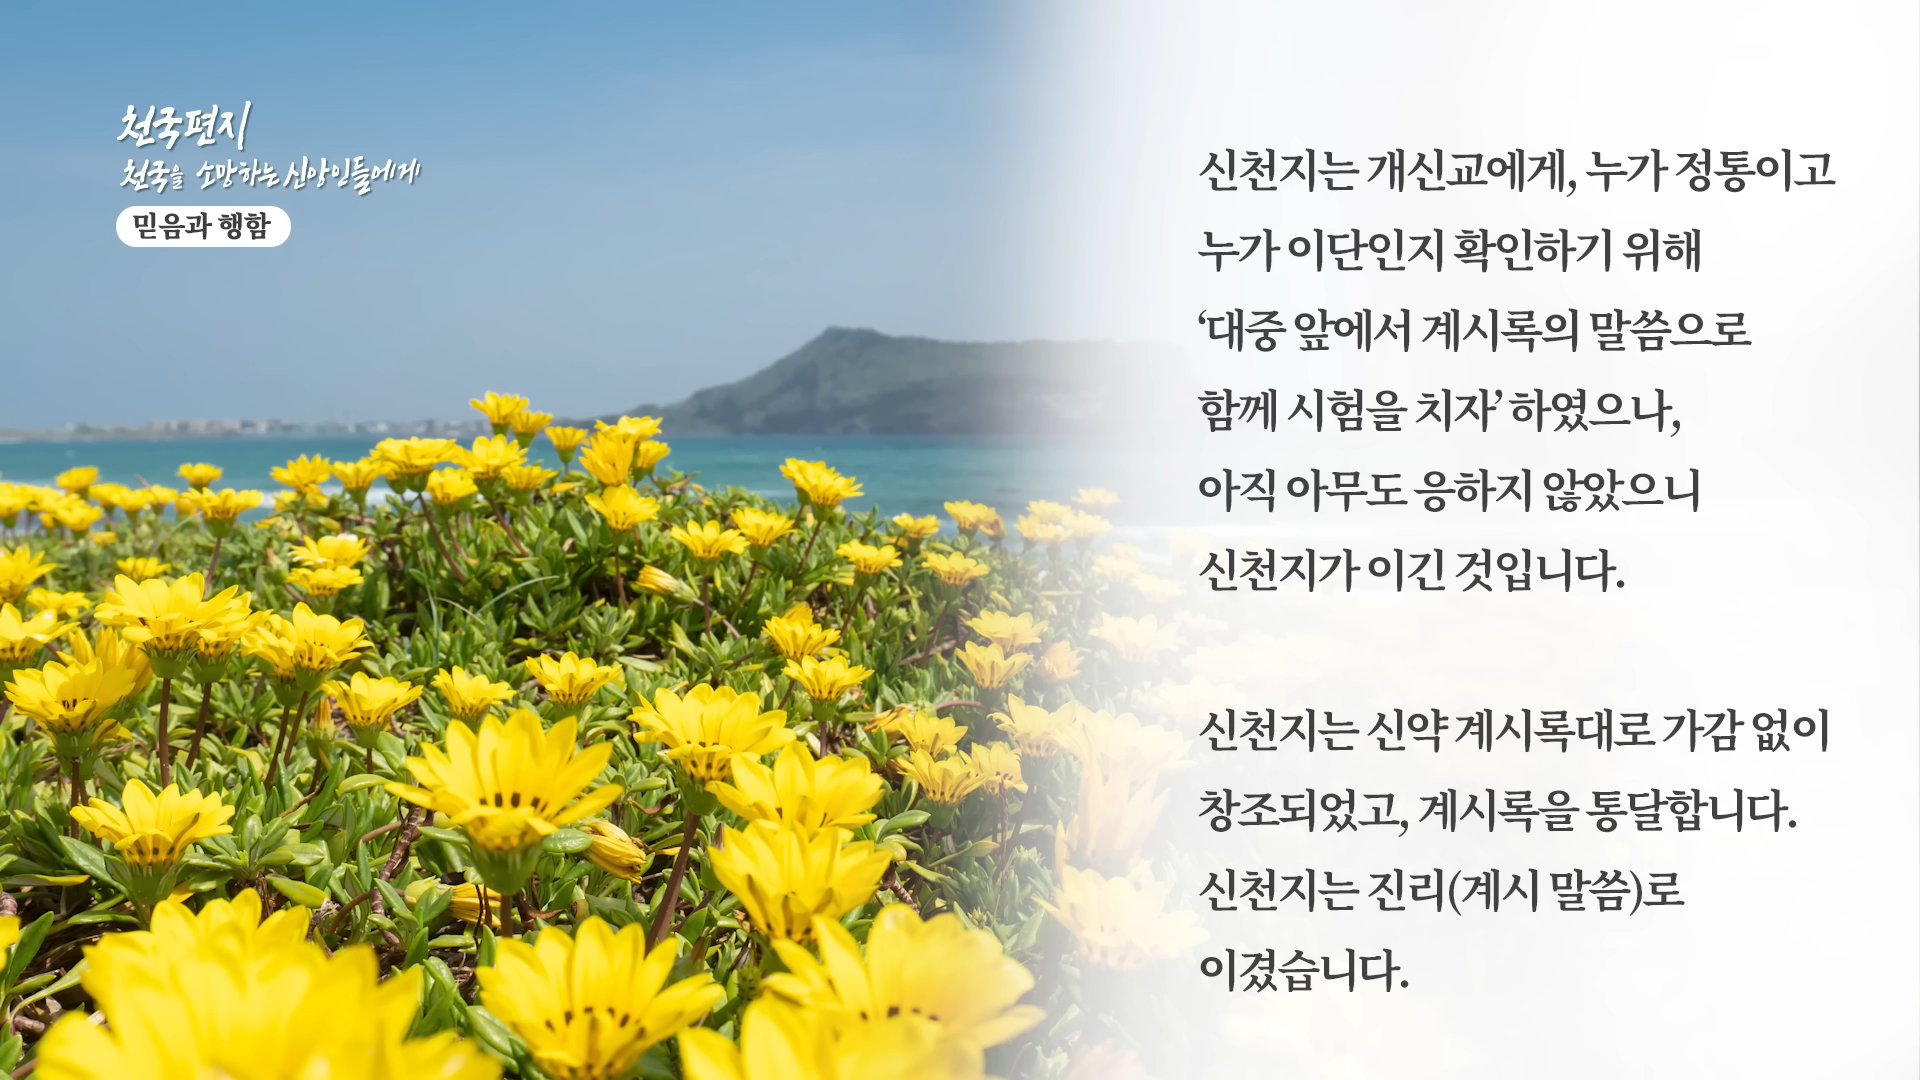 천국편지
천국을 소망하는 신앙인들에게
믿음과 행함
신천지는 개신교에게, 누가 정통이고
누가 이단인지 확인하기 위해
‘대중 앞에서 계시록의 말씀으로
함께 시험을 치자’ 하였으나,
아직 아무도 응하지 않았으니
신천지가 이긴 것입니다.
신천지는 신약 계시록대로 가감 없이
창조되었고, 계시록을 통달합니다.
신천지는 진리(계시 말씀)로
이겼습니다.